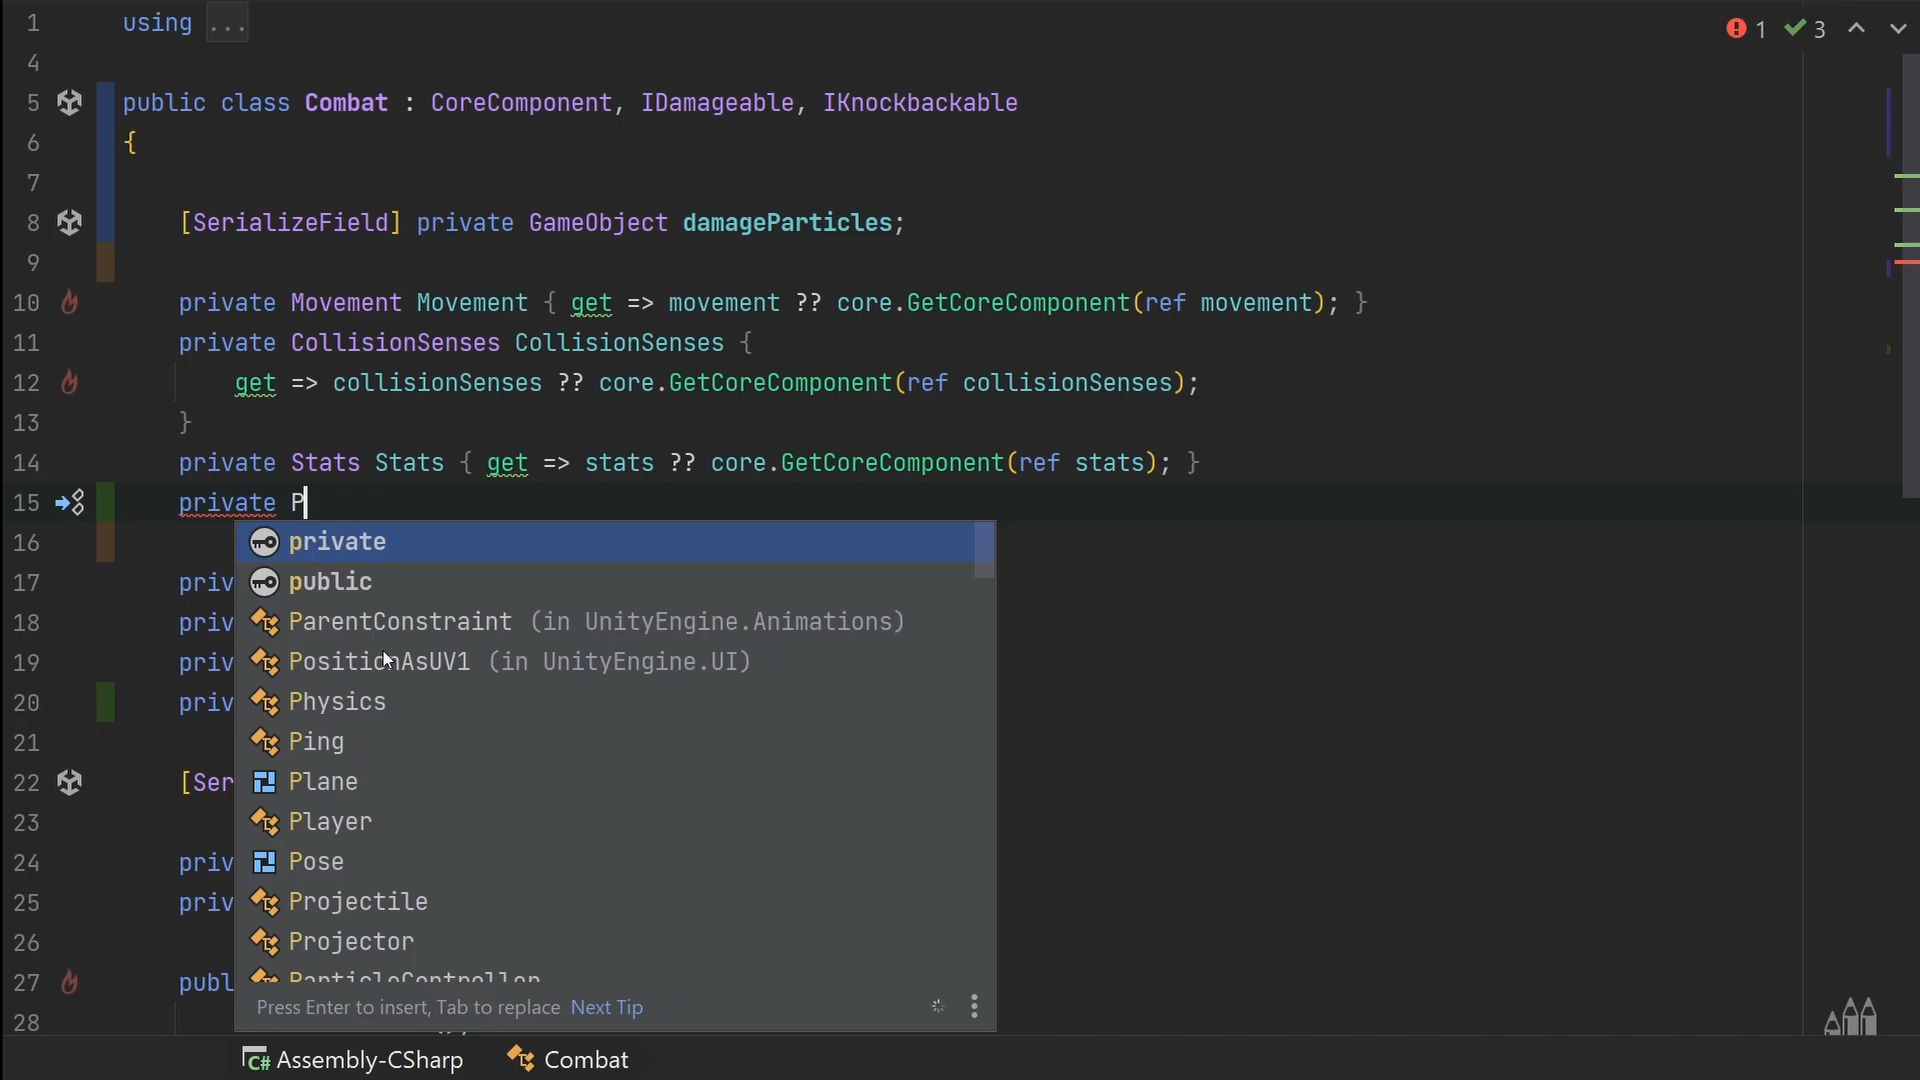 1 using ...
4
5 public class Combat : CoreComponent, IDamageable, IKnockbackable
6 {
7
8 [SerializeField] private GameObject damageParticles;
9
10 private Movement Movement { get => movement ?? core.GetCoreComponent(ref movement); }
11 private CollisionSenses CollisionSenses {
12 get => collisionSenses ?? core.GetCoreComponent(ref collisionSenses);
13 }
14 private Stats Stats { get => stats ?? core.GetCoreComponent(ref stats); }
15 private P
16 private
public
17 priv
18 priv ParentConstraint (in UnityEngine.Animations)
19 priv PositionAsUV1 (in UnityEngine.UI)
20 priv Physics
21 Ping
22 [Ser Plane
23 Player
24 priv Pose
25 priv Projectile
26 Projector
27 publ ParticleController
28 Press Enter to insert, Tab to replace Next Tip
1 3
C# Assembly-CSharp Combat